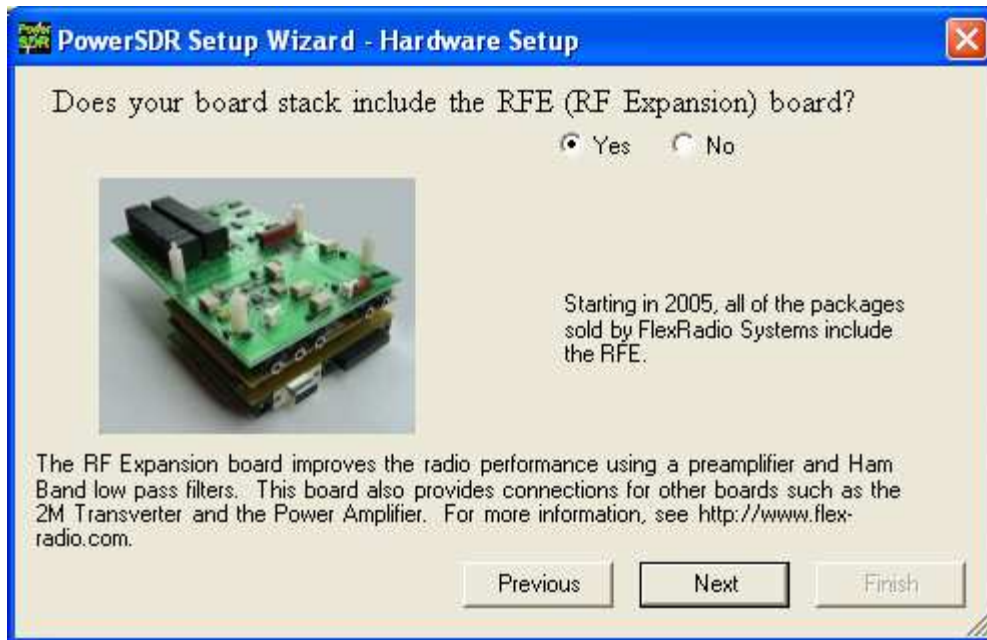 PowerSDR Setup Wizard - Hardware Setup
Does your board stack include the RFE (RF Expansion) board?
Yes No
Starting in 2005, all of the packages
sold by FlexRadio Systems include
the RFE.
The RF Expansion board improves the radio performance using a preamplifier and Ham
Band low pass filters. This board also provides connections for other boards such as the
2M Transverter and the Power Amplifier. For more information, see http://www.flex-
radio.com.
Previous Next Finish